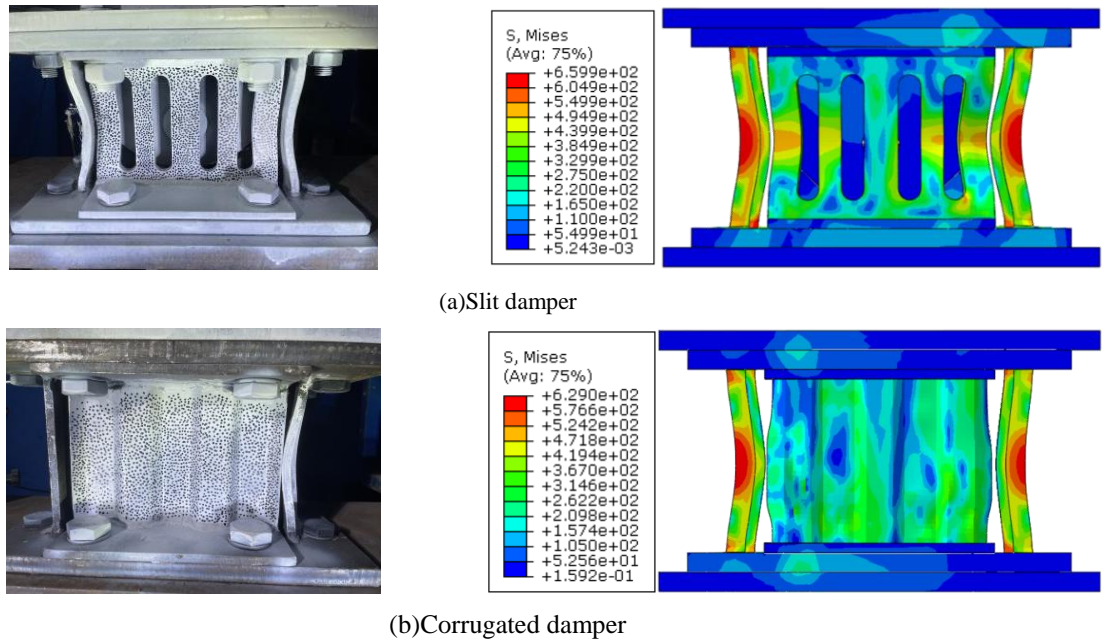 S, Mises
(Avg: 75%)
+6.599e+02
+6.049e+02
+5.499e+02
+4.949e+02
+4.399e+02
+3.849e+02
+3.299e+02
+2.750e+02
+2.200e+02
+1.650e+02
+1.100e+02
+5.499e+01
+5.243e-03
(a)Slit damper
S, Mises
(Avg: 75%)
+6.290e+02
+5.766e+02
+5.242e+02
+4.718e+02
+4.194e+02
+3.670e+02
+3.146e+02
+2.622e+02
+2.098e+02
+1.574e+02
+1.050e+02
+5.256e+01
+1.592e-01
(b)Corrugated damper